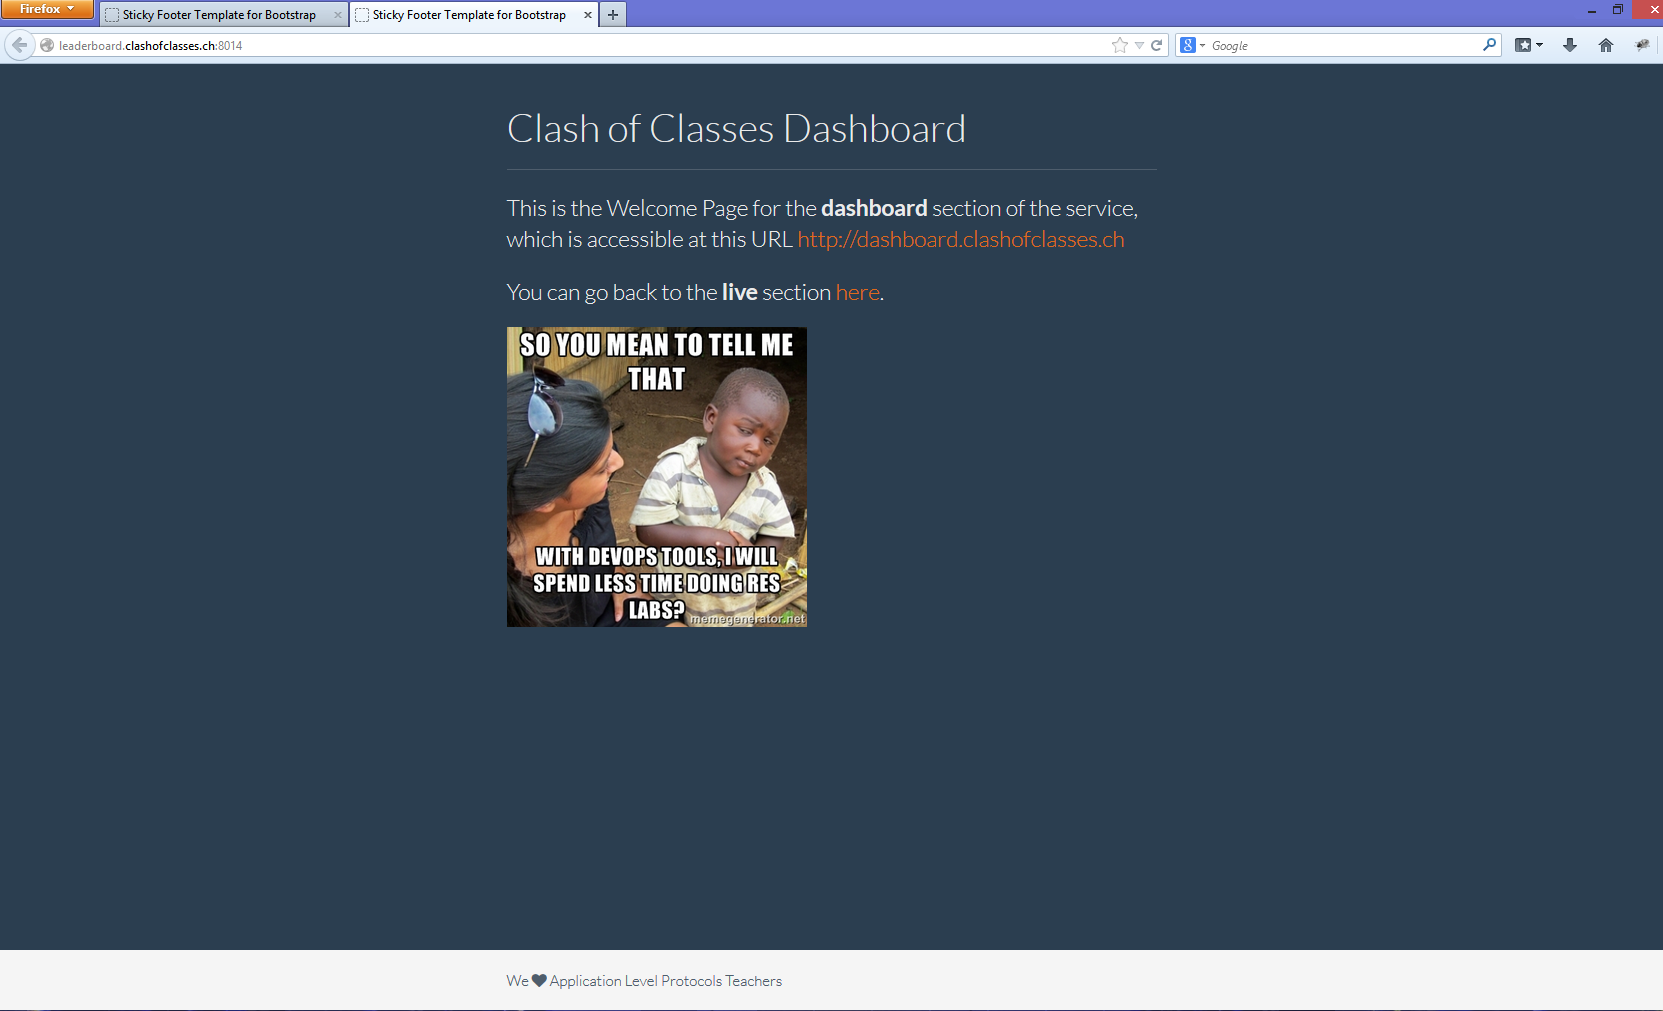 Firefox
Sticky Footer Template for Bootstrap
Sticky Footer Template for Bootstrap
leaderboard.clashofclasses.ch:8014
Google
Clash of Classes Dashboard
This is the Welcome Page for the dashboard section of the service,
which is accessible at this URL http://dashboard.clashofclasses.ch
You can go back to the live section here.
SO YOU MEAN TO TELL ME
THAT
WITH DEVOPS TOOLS, I WILL
SPEND LESS TIME DOING RES
LABS?
memegenerator.net
We ♥ Application Level Protocols Teachers